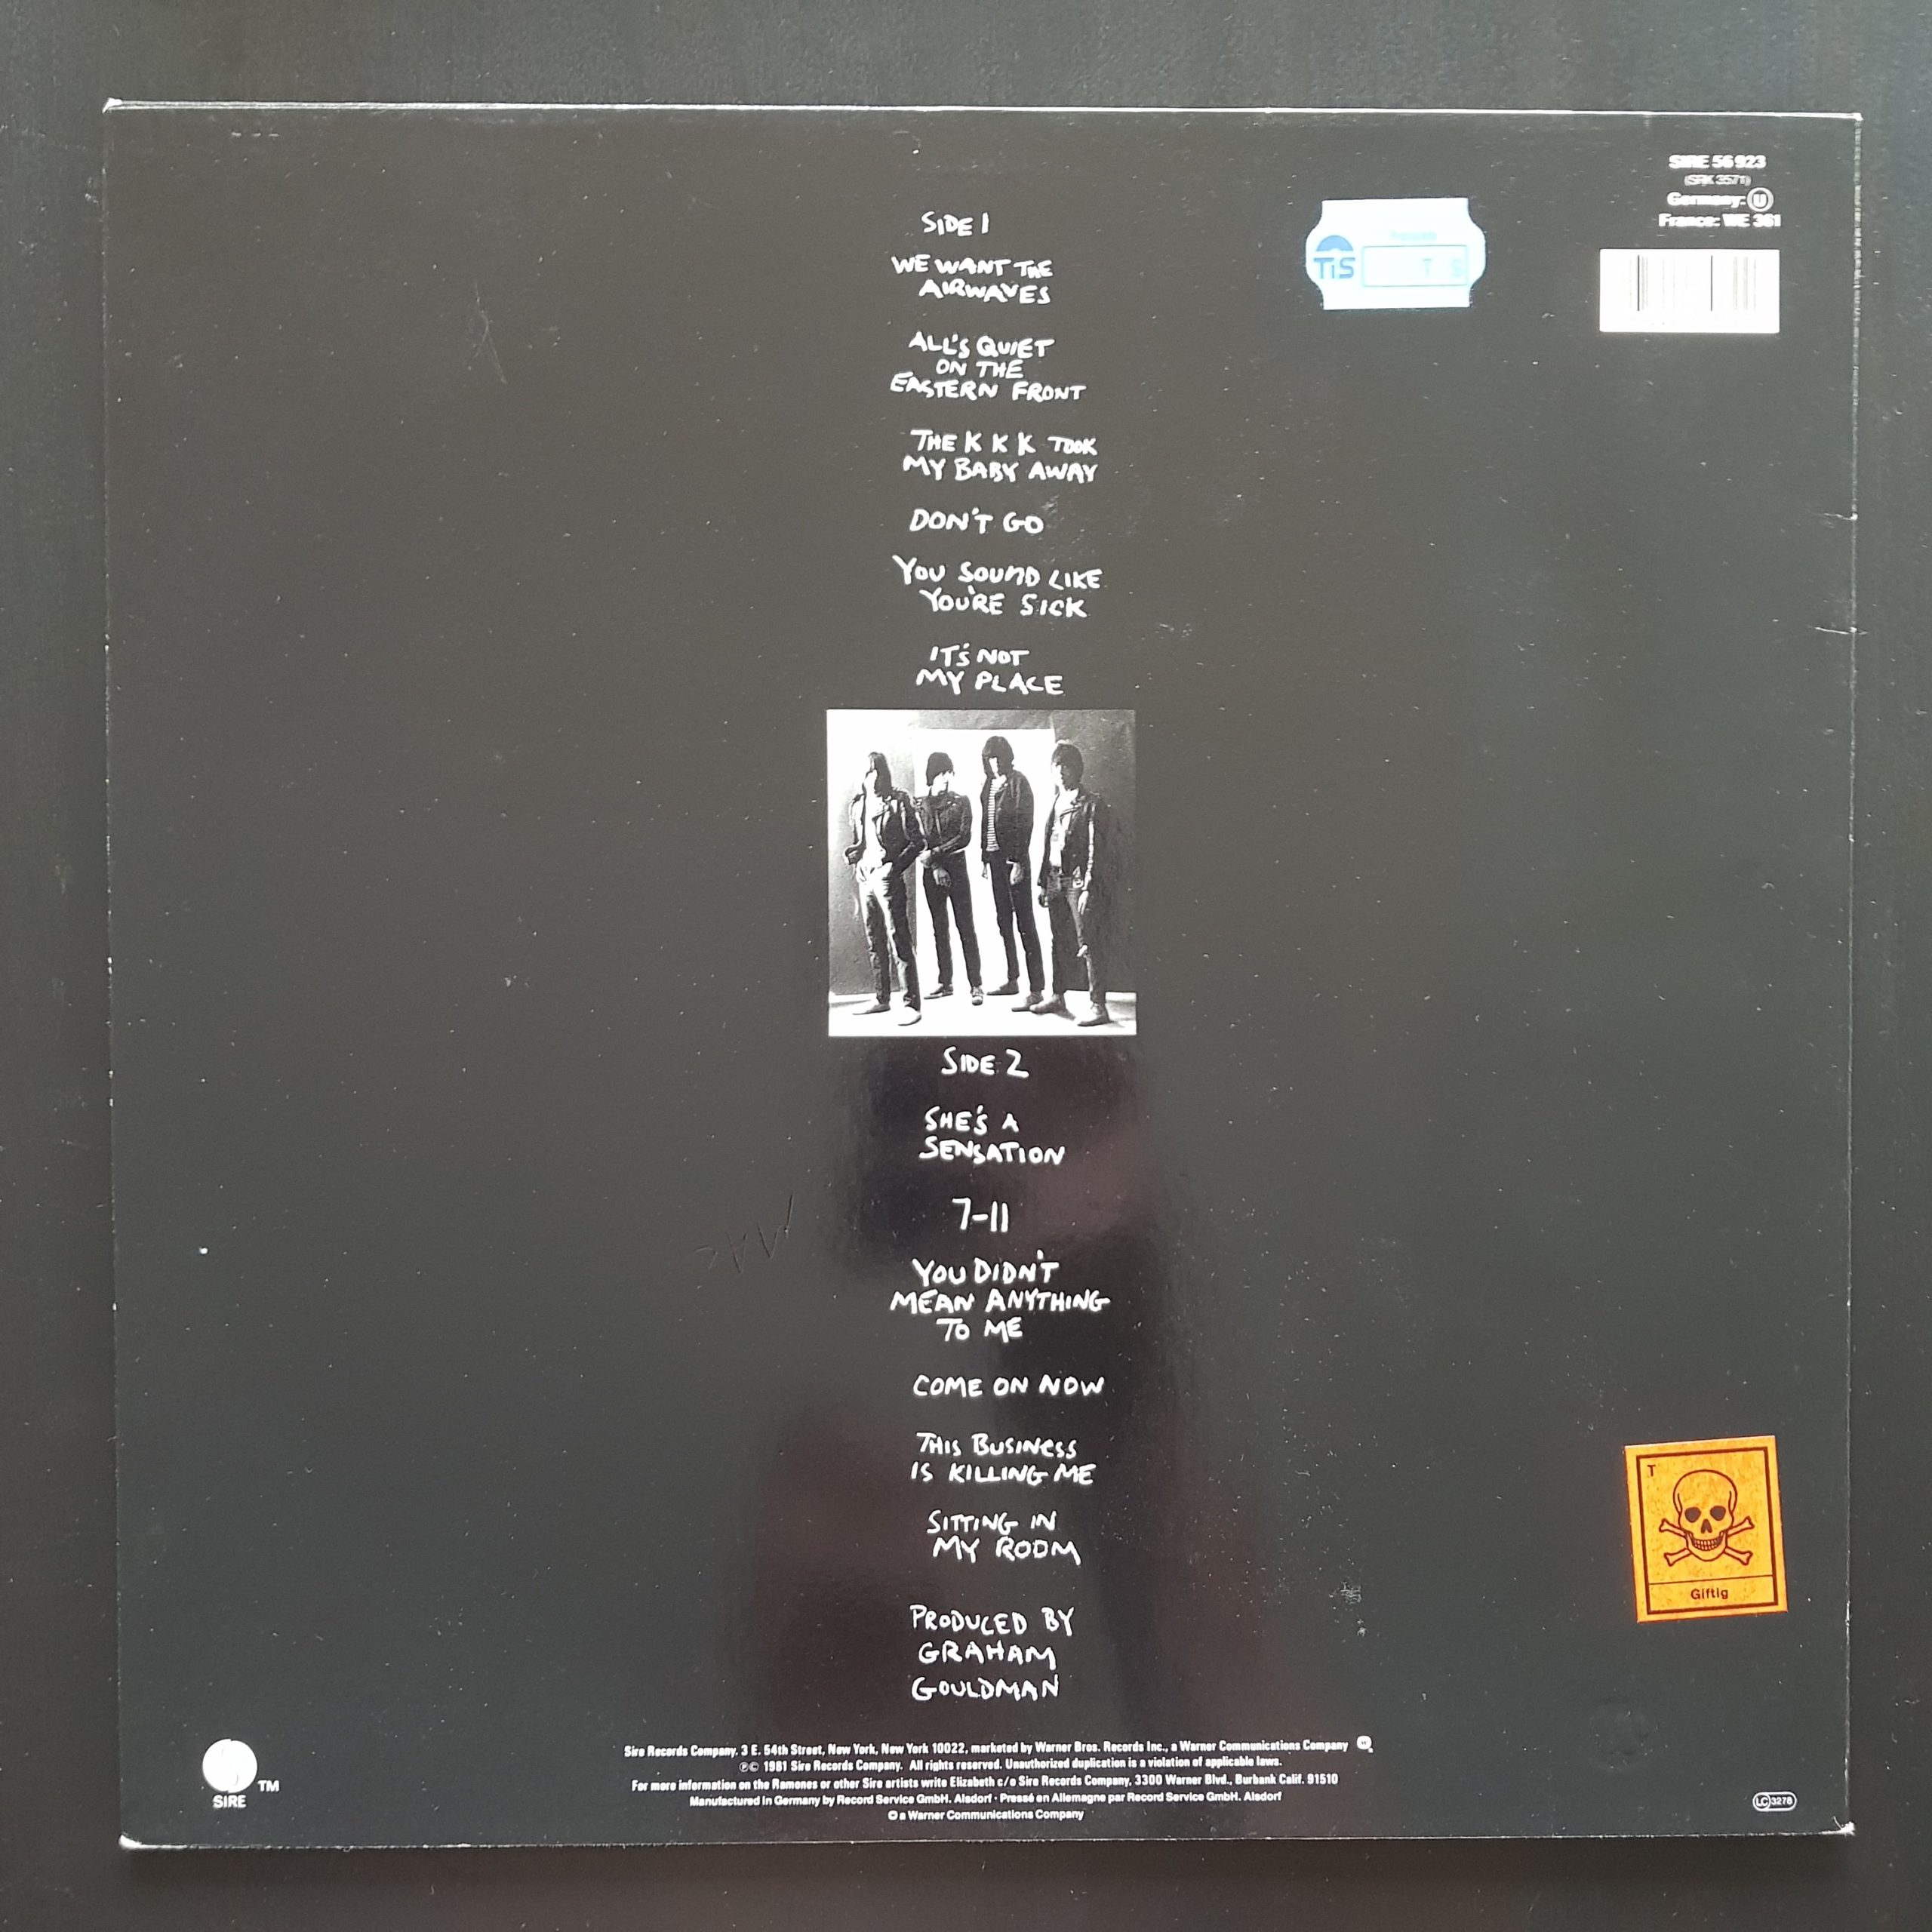 SIRE 56 923
(SRK 3571)
Germany: U
France: WE 361
TiS
SIDE 1
WE WANT THE
AIRWAVES
ALL'S QUIET
ON THE
EASTERN FRONT
THE K K K TOOK
MY BABY AWAY
DON'T GO
YOU SOUND LIKE
YOU'RE SICK
IT'S NOT
MY PLACE
SIDE 2
SHE'S A
SENSATION
7-11
YOU DIDN'T
MEAN ANYTHING
TO ME
COME ON NOW
THIS BUSINESS
IS KILLING ME
SITTING IN
MY ROOM
PRODUCED BY
GRAHAM
GOULDMAN
T
Giftig
Sire Records Company. 3 E. 54th Street, New York, New York 10022, marketed by Warner Bros. Records Inc., a Warner Communications Company
℗© 1981 Sire Records Company. All rights reserved. Unauthorized duplication is a violation of applicable laws.
For more information on the Ramones or other Sire artists write Elizabeth c/o Sire Records Company, 3300 Warner Blvd., Burbank Calif. 91510
Manufactured in Germany by Record Service GmbH. Alsdorf · Pressé en Allemagne par Record Service GmbH. Alsdorf
© a Warner Communications Company
SIRE TM
LC 3278